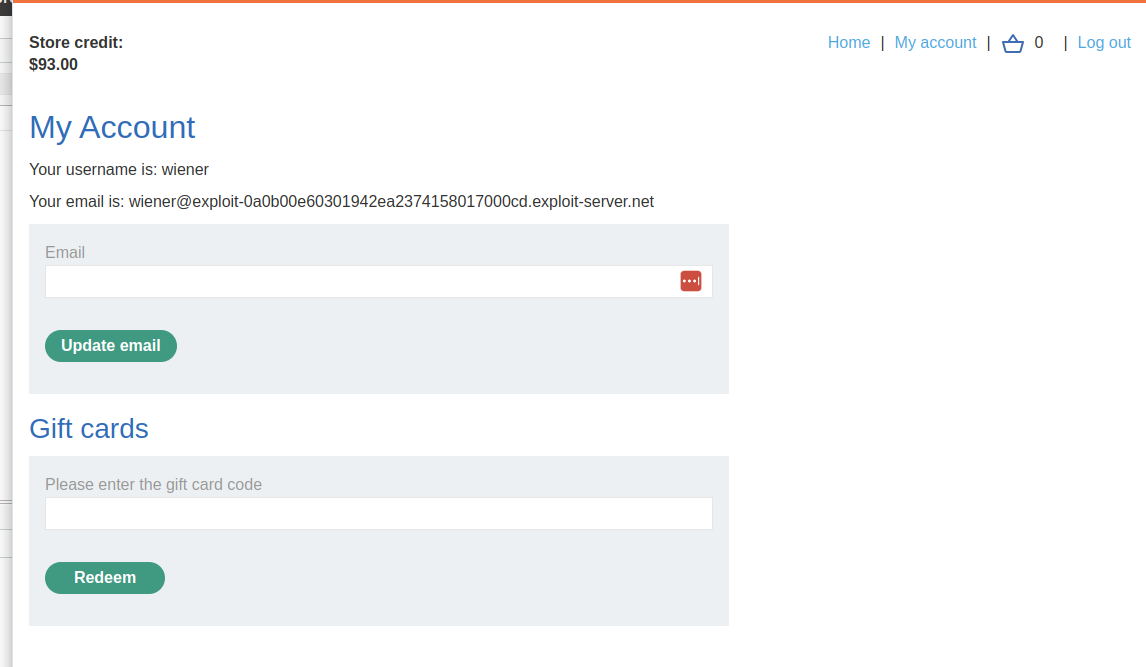 Store credit:
$93.00
Home | My account | 0 | Log out
My Account
Your username is: wiener
Your email is: wiener@exploit-0a0b00e60301942ea2374158017000cd.exploit-server.net
Email
Update email
Gift cards
Please enter the gift card code
Redeem